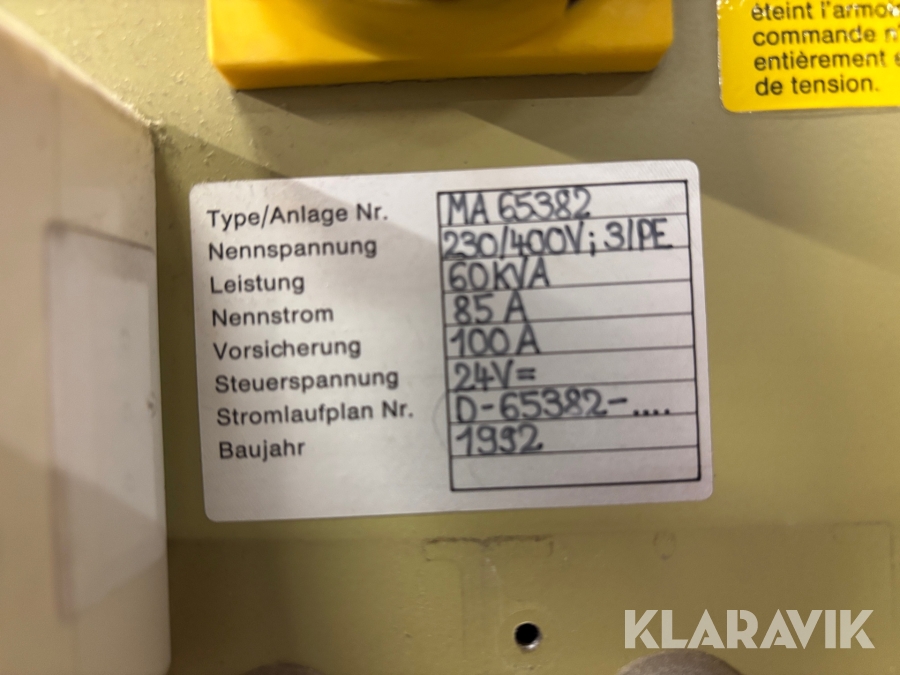 éteint l'armo
commande n'
entièrement e
de tension.
Type/Anlage Nr. MA 65382
Nennspannung 230/400V; 3/PE
Leistung 60KVA
Nennstrom 85 A
Vorsicherung 100 A
Steuerspannung 24V=
Stromlaufplan Nr. D-65382-....
Baujahr 1992
KLARAVIK